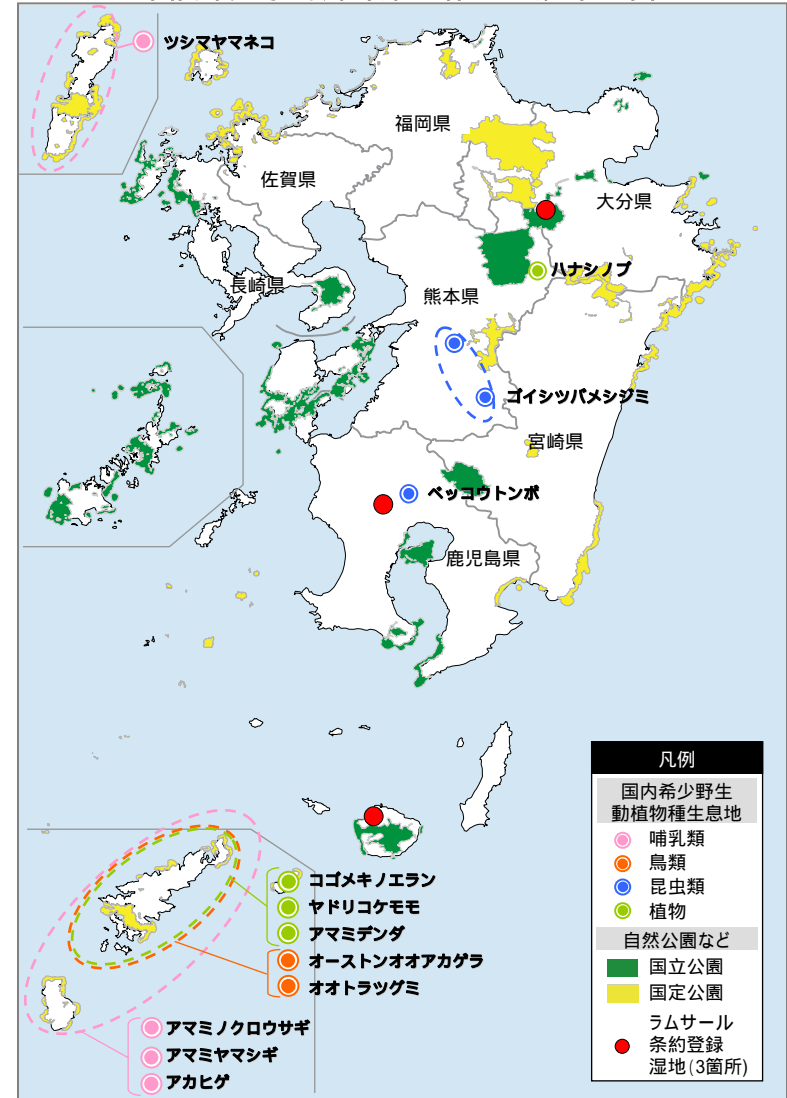 ツシマヤマネコ
福岡県
佐賀県
大分県
長崎県
熊本県
ハナシノブ
ゴイシツバメシジミ
宮崎県
ベッコウトンボ
鹿児島県
コゴメキノエラン
ヤドリコケモモ
アマミデンダ
オーストンオオアカゲラ
オオトラツグミ
アマミノクロウサギ
アマミヤマシギ
アカヒゲ
凡例
国内希少野生
動植物種生息地
哺乳類
鳥類
昆虫類
植物
自然公園など
国立公園
国定公園
ラムサール
条約登録
湿地(3箇所)